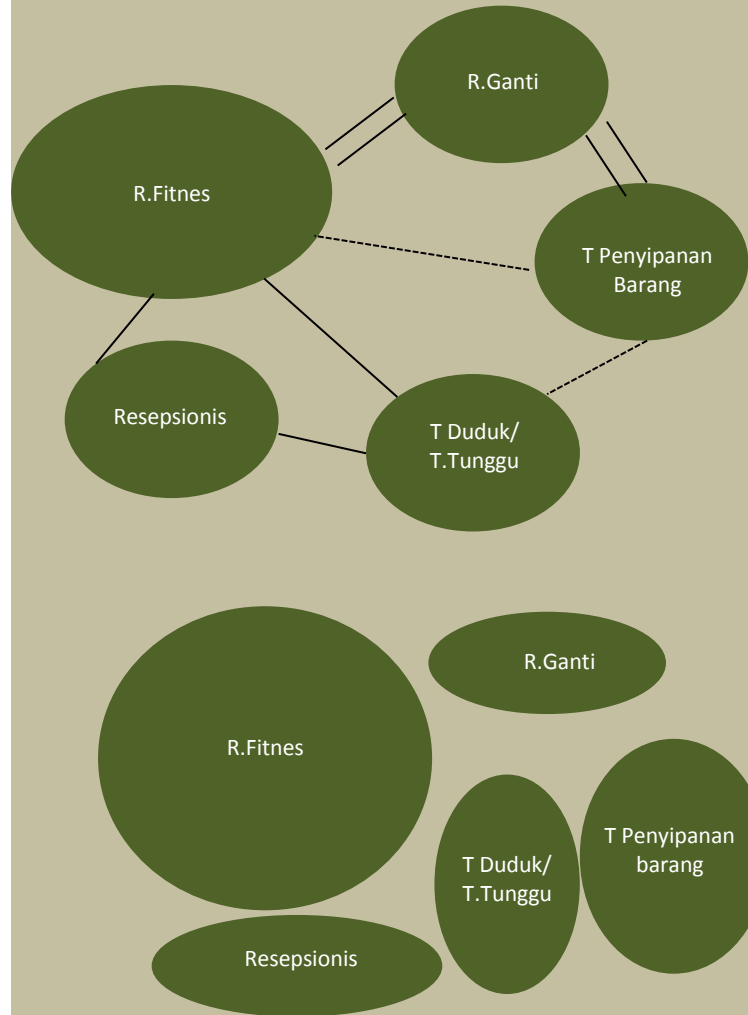 R.Ganti
R.Fitnes
T Penyipanan
Barang
Resepsionis
T Duduk/
T.Tunggu
R.Ganti
R.Fitnes
T Penyipanan
barang
T Duduk/
T.Tunggu
Resepsionis